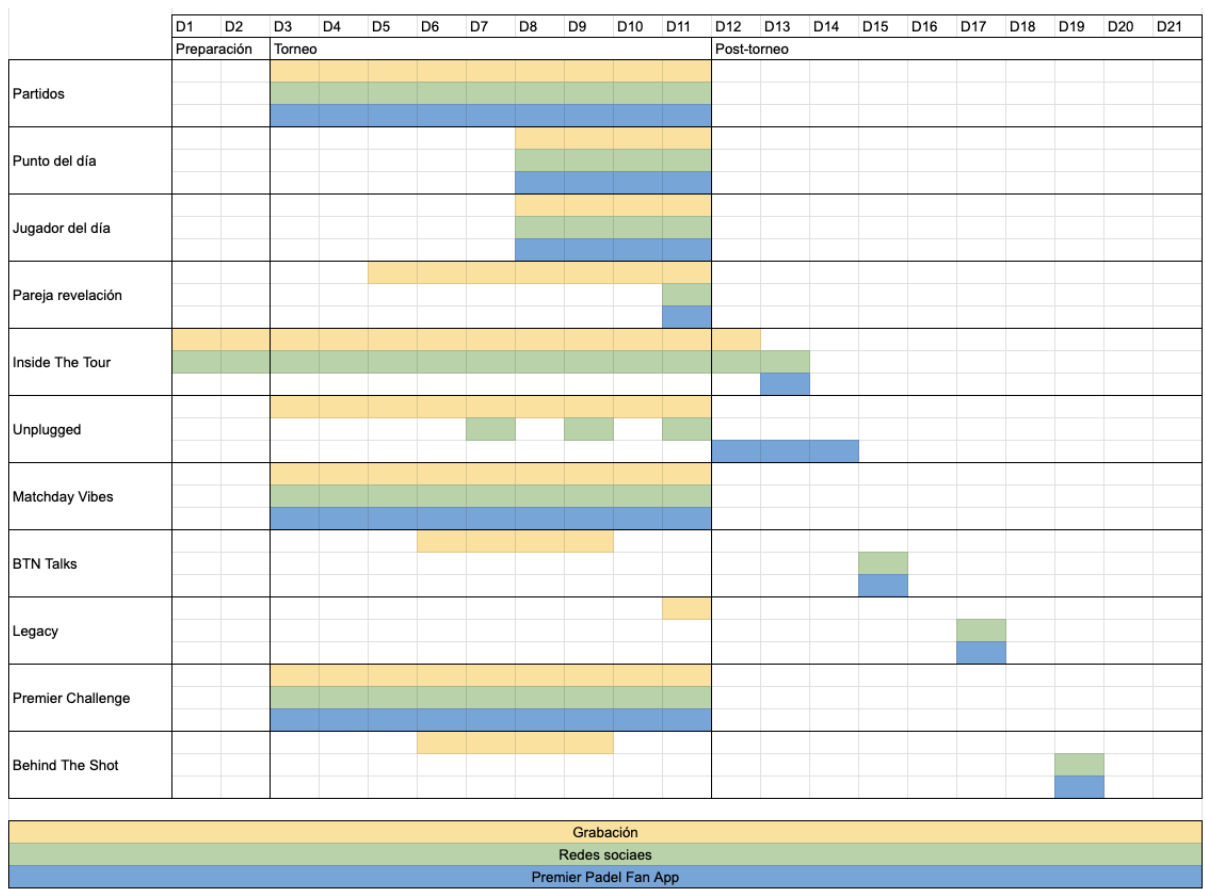 D1 D2 D3 D4 D5 D6 D7 D8 D9 D10 D11 D12 D13 D14 D15 D16 D17 D18 D19 D20 D21
Preparación Torneo Post-torneo
Partidos
Punto del día
Jugador del día
Pareja revelación
Inside The Tour
Unplugged
Matchday Vibes
BTN Talks
Legacy
Premier Challenge
Behind The Shot
Grabación
Redes sociaes
Premier Padel Fan App